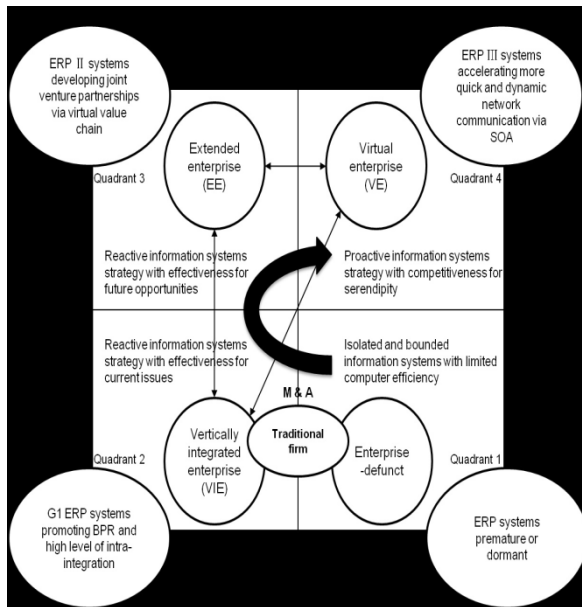 ERP II systems
developing joint
venture partnerships
via virtual value
chain
ERP III systems
accelerating more
quick and dynamic
network
communication via
SOA
Quadrant 3
Extended
enterprise
(EE)
Virtual
enterprise
(VE)
Quadrant 4
Reactive information systems
strategy with effectiveness for
future opportunities
Proactive information systems
strategy with competitiveness for
serendipity
Reactive information systems
strategy with effectiveness for
current issues
Isolated and bounded
information systems with limited
computer efficiency
M & A
Quadrant 2
Vertically
integrated
enterprise
(VIE)
Traditional
firm
Enterprise
-defunct
Quadrant 1
G1 ERP systems
promoting BPR and
high level of intra-
integration
ERP systems
premature or
dormant